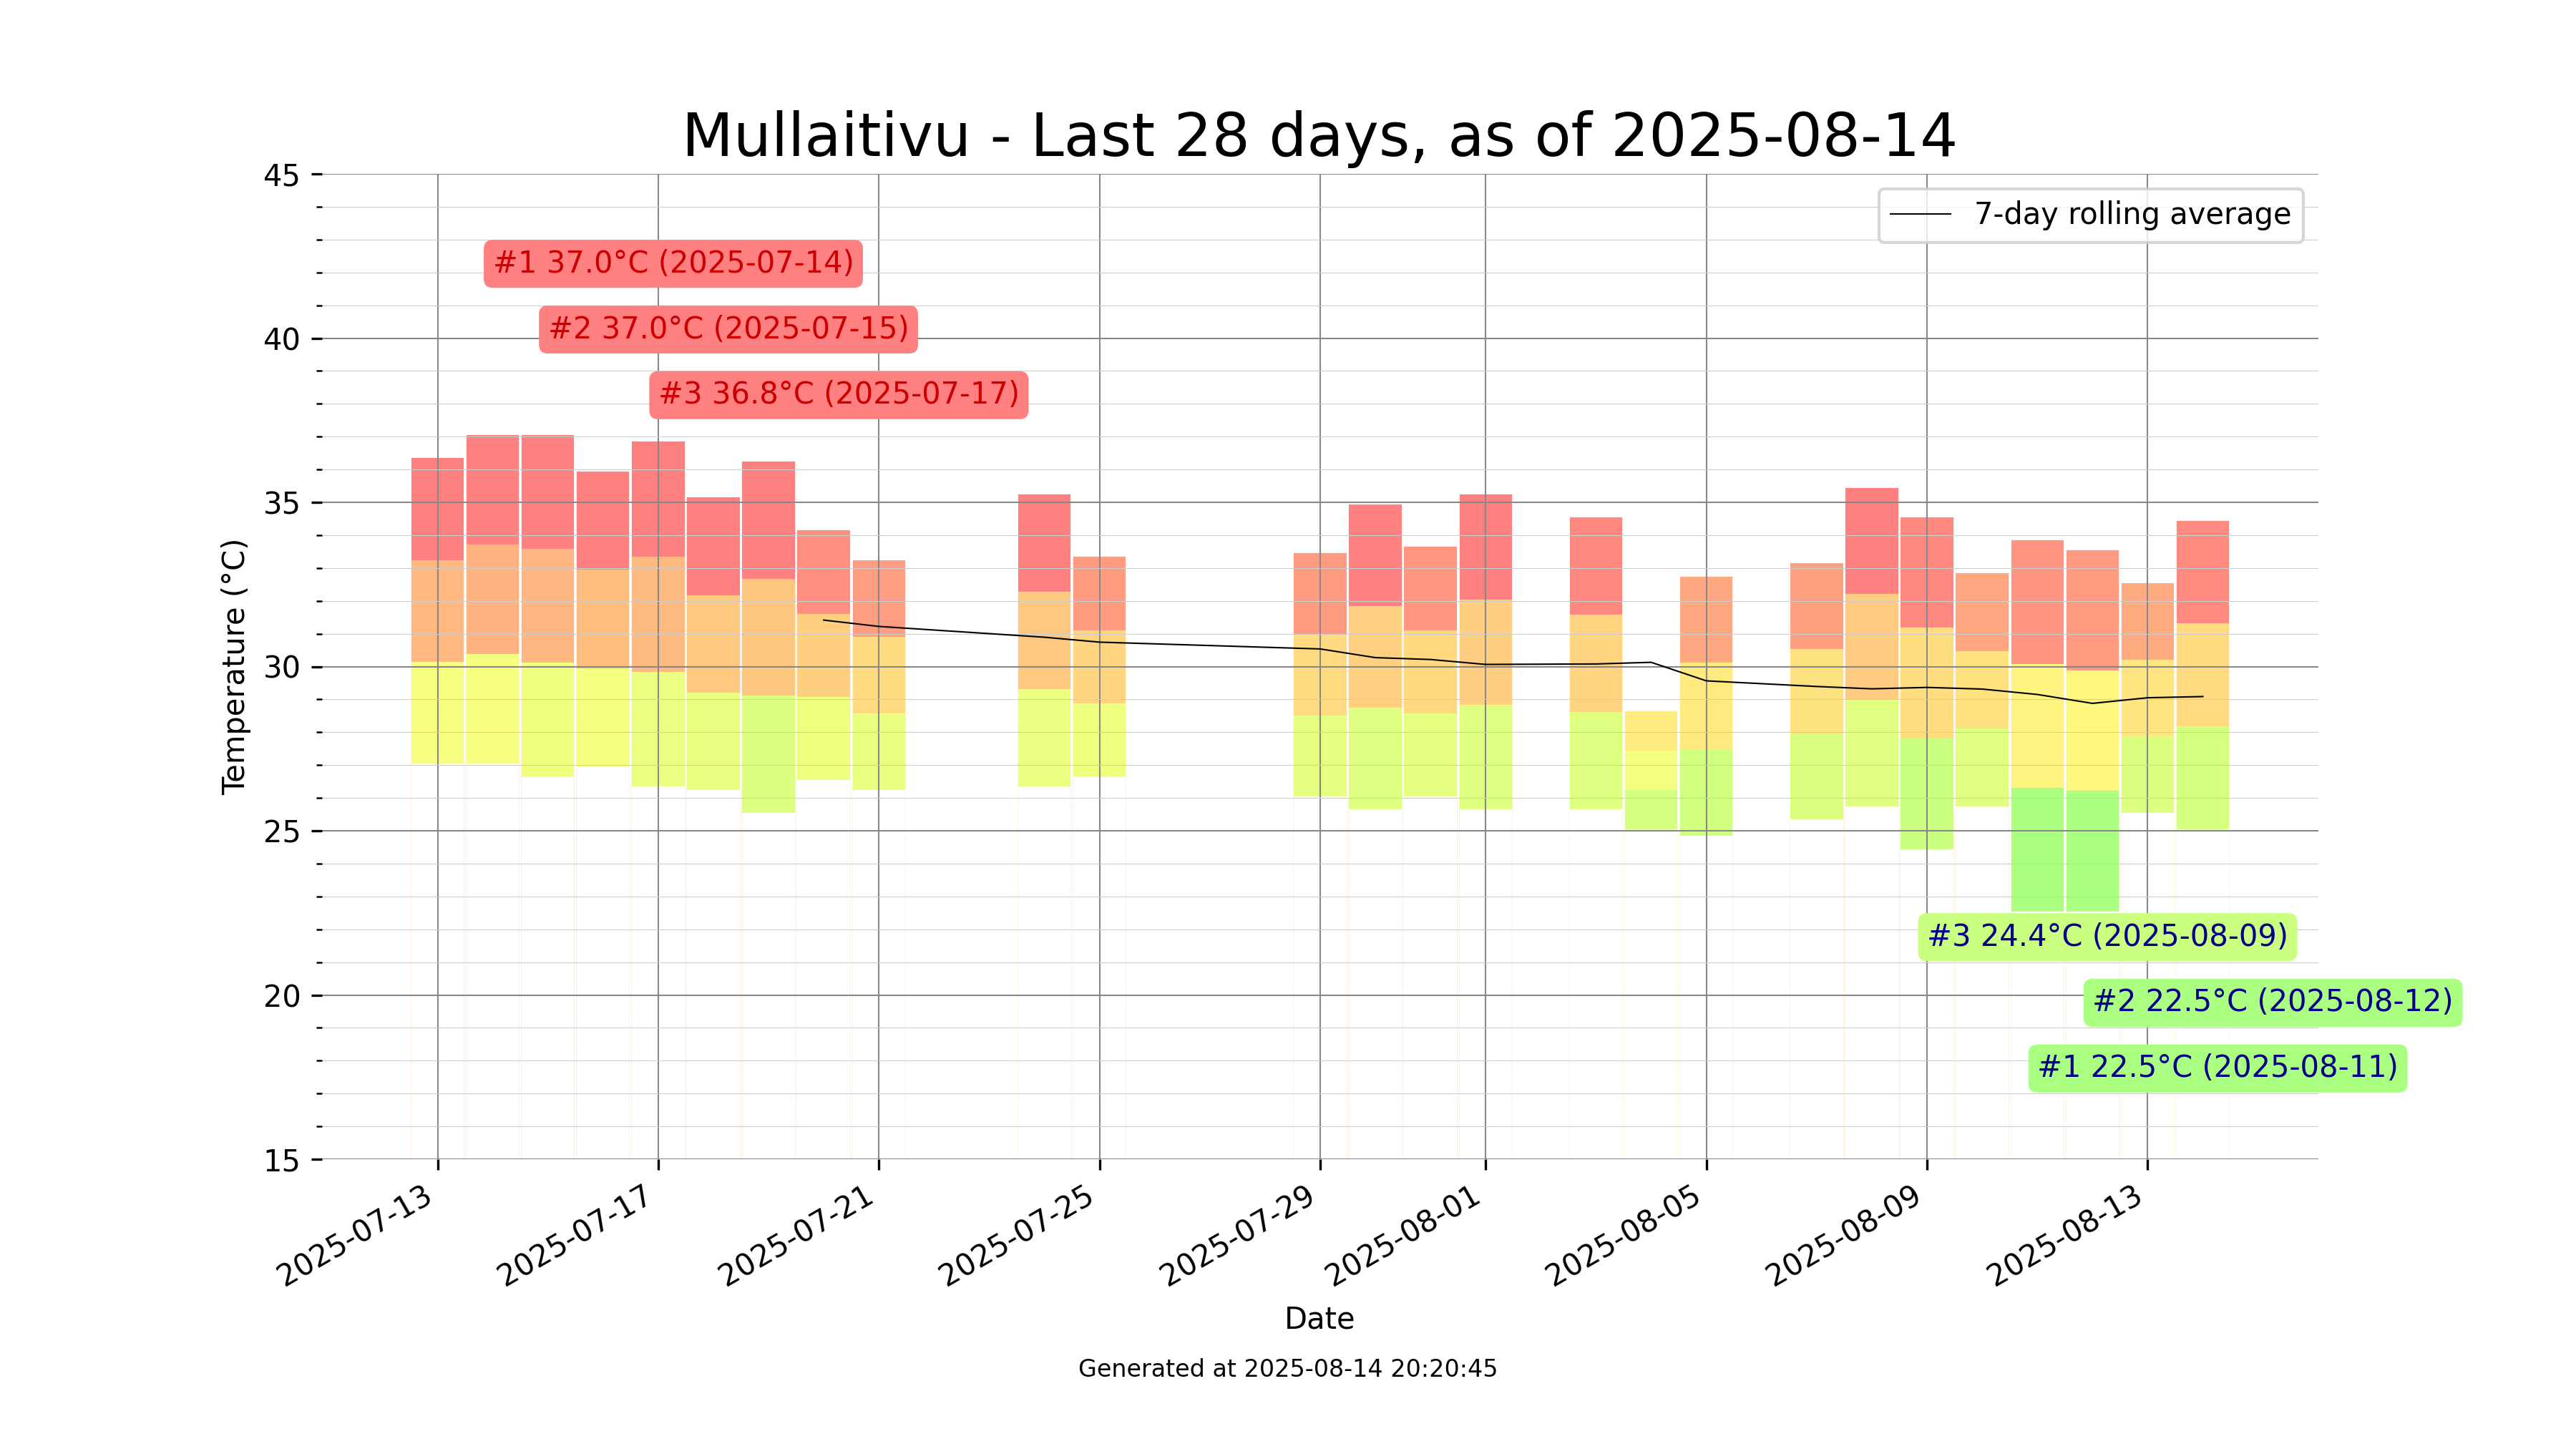 Mullaitivu - Last 28 days, as of 2025-08-14
7-day rolling average
#1 37.0°C (2025-07-14)
#2 37.0°C (2025-07-15)
#3 36.8°C (2025-07-17)
#3 24.4°C (2025-08-09)
#2 22.5°C (2025-08-12)
#1 22.5°C (2025-08-11)
Temperature (°C)
45
40
35
30
25
20
15
2025-07-13
2025-07-17
2025-07-21
2025-07-25
2025-07-29
2025-08-01
2025-08-05
2025-08-09
2025-08-13
Date
Generated at 2025-08-14 20:20:45